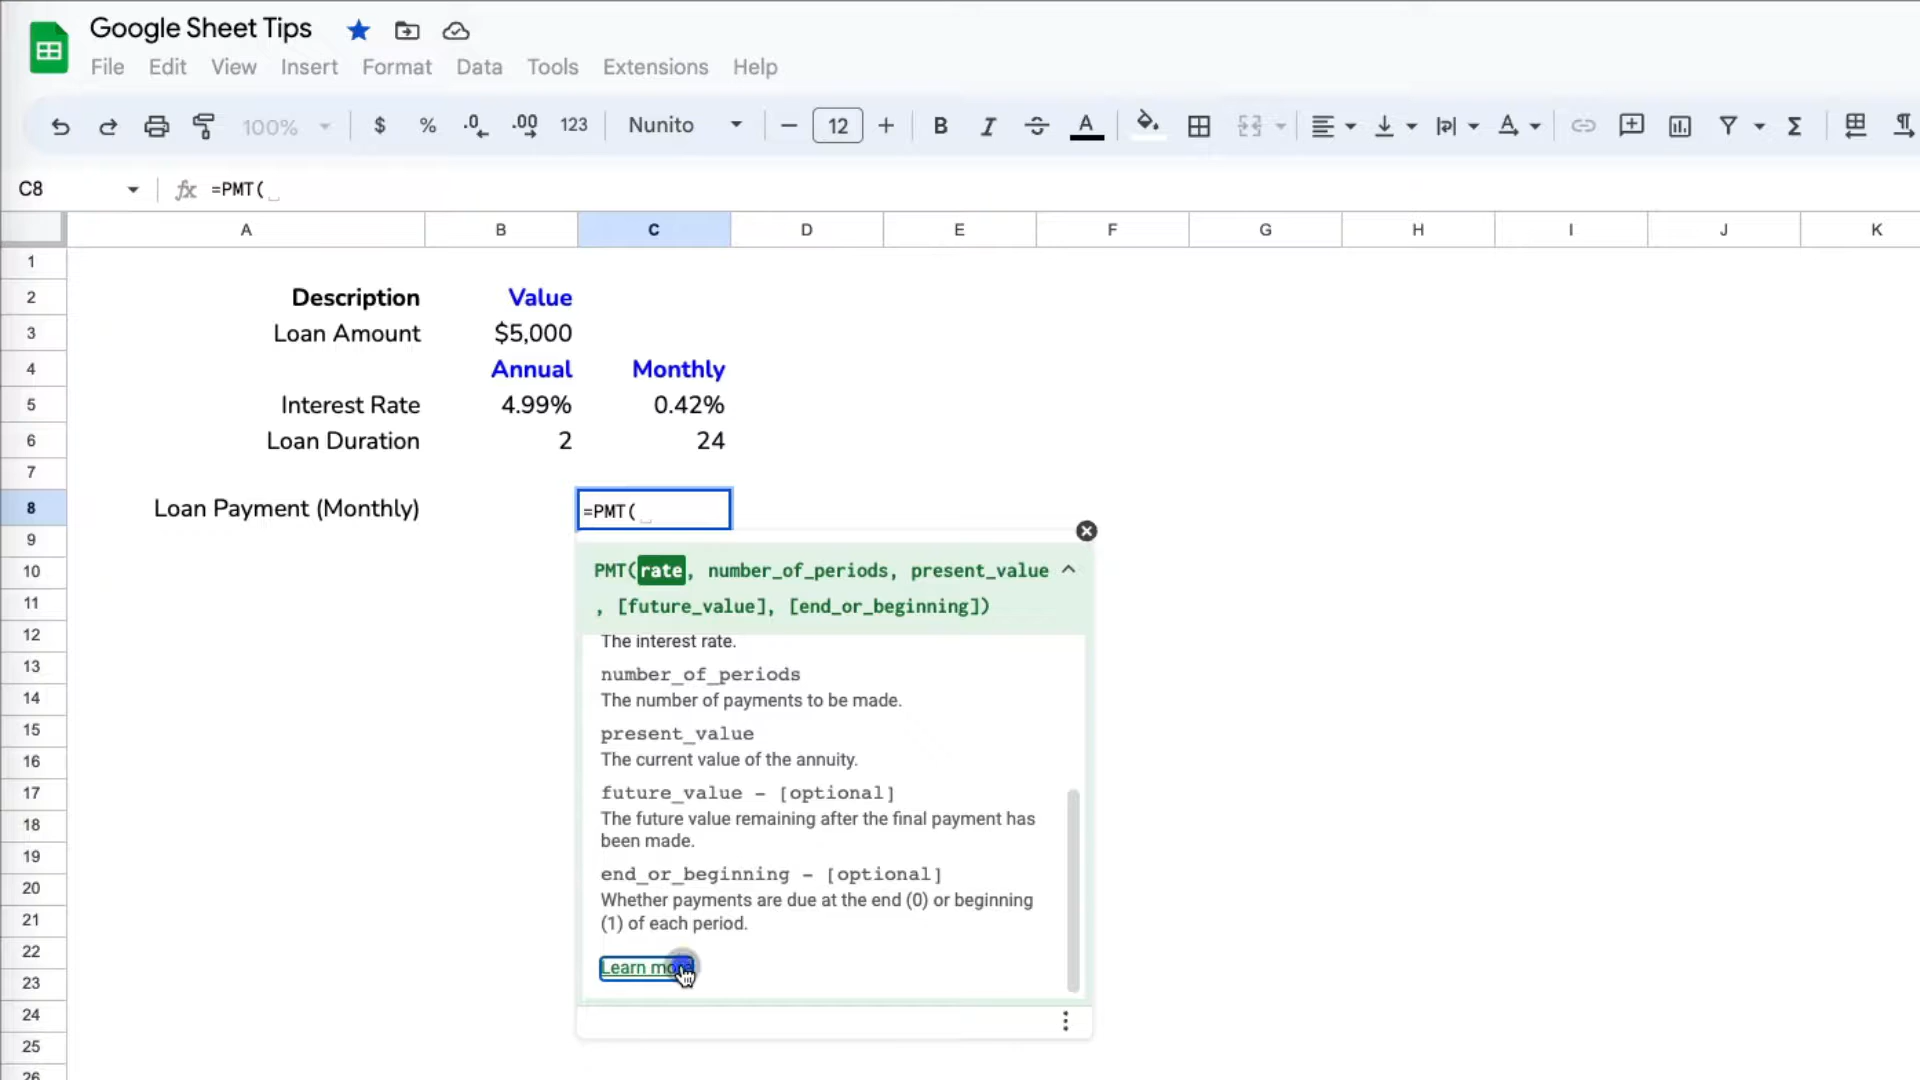 Google Sheet Tips
File Edit View Insert Format Data Tools Extensions Help
100% $ % .0 .00 123 Nunito 12 B I A
C8 fx =PMT(
A B C D E F G H I J K
1
2 Description Value
3 Loan Amount $5,000
4 Annual Monthly
5 Interest Rate 4.99% 0.42%
6 Loan Duration 2 24
7
8 Loan Payment (Monthly) =PMT(
9
10 PMT(rate, number_of_periods, present_value
11 , [future_value], [end_or_beginning])
12 The interest rate.
13 number_of_periods
14 The number of payments to be made.
15 present_value
16 The current value of the annuity.
17 future_value - [optional]
18 The future value remaining after the final payment has
19 been made.
20 end_or_beginning - [optional]
21 Whether payments are due at the end (0) or beginning
22 (1) of each period.
23 Learn more
24
25
26